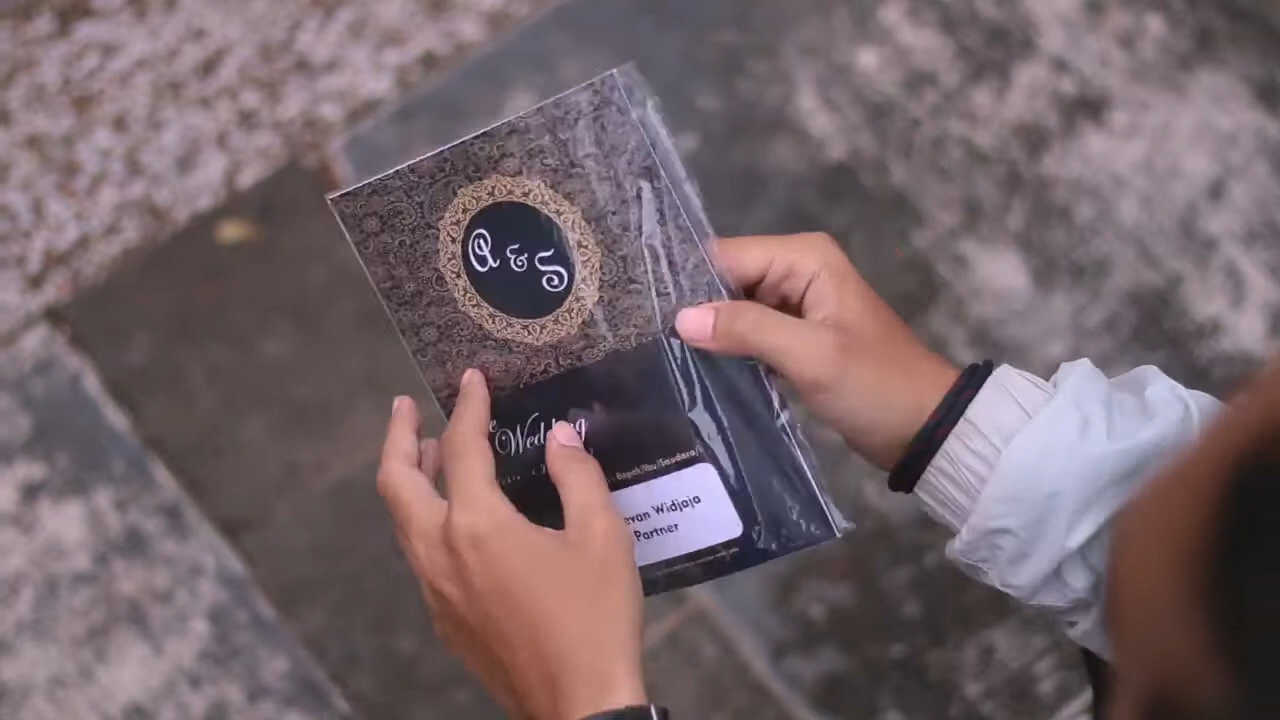 A & S
Wedding
Bapak/Ibu/Saudara/i
evan Widjaja
Partner